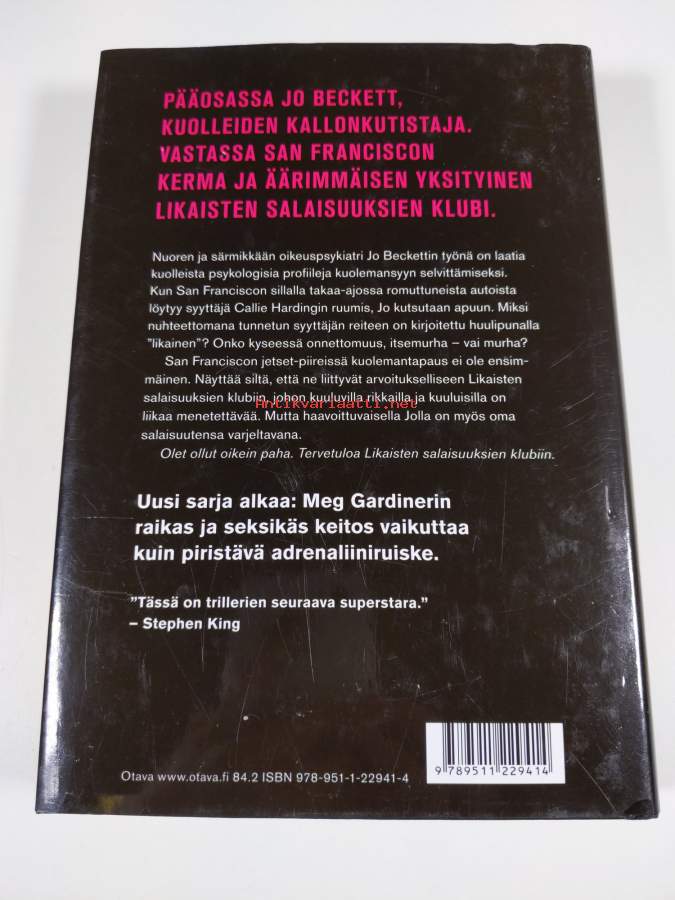 PÄÄOSASSA JO BECKETT,
KUOLLEIDEN KALLONKUTISTAJA.
VASTASSA SAN FRANCISCON
KERMA JA ÄÄRIMMÄISEN YKSITYINEN
LIKAISTEN SALAISUUKSIEN KLUBI.
Nuoren ja särmikkään oikeuspsykiatri Jo Beckettin työnä on laatia
kuolleista psykologisia profiileja kuolemansyyn selvittämiseksi.
Kun San Franciscon sillalla takaa-ajossa romuttuneista autoista
löytyy syyttäjä Callie Hardingin ruumis, Jo kutsutaan apuun. Miksi
nuhteettomana tunnetun syyttäjän reiteen on kirjoitettu huulipunalla
"likainen"? Onko kyseessä onnettomuus, itsemurha – vai murha?
San Franciscon jetset-piireissä kuolemantapaus ei ole ensim-
mäinen. Näyttää siltä, että ne liittyvät arvoitukselliseen Likaisten
salaisuuksien klubiin, johon kuuluvilla rikkailla ja kuuluisilla on
Antikvariaatti.net
liikaa menetettävää. Mutta haavoittuvaisella Jolla on myös oma
salaisuutensa varjeltavana.
Olet ollut oikein paha. Tervetuloa Likaisten salaisuuksien klubiin.
Uusi sarja alkaa: Meg Gardinerin
raikas ja seksikäs keitos vaikuttaa
kuin piristävä adrenaliiniruiske.
"Tässä on trillerien seuraava superstara."
– Stephen King
Otava www.otava.fi 84.2 ISBN 978-951-1-22941-4
9 789511 229414